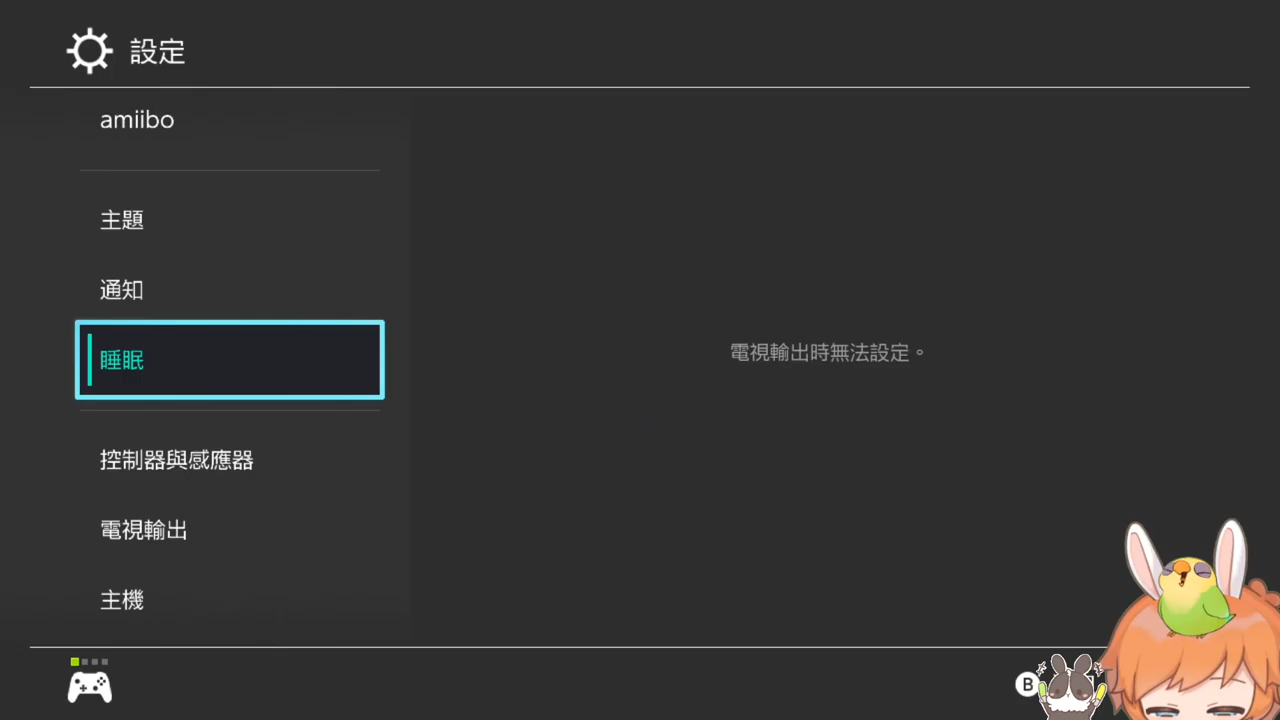 設定
amiibo
主題
通知
睡眠
電視輸出時無法設定。
控制器與感應器
電視輸出
主機
B